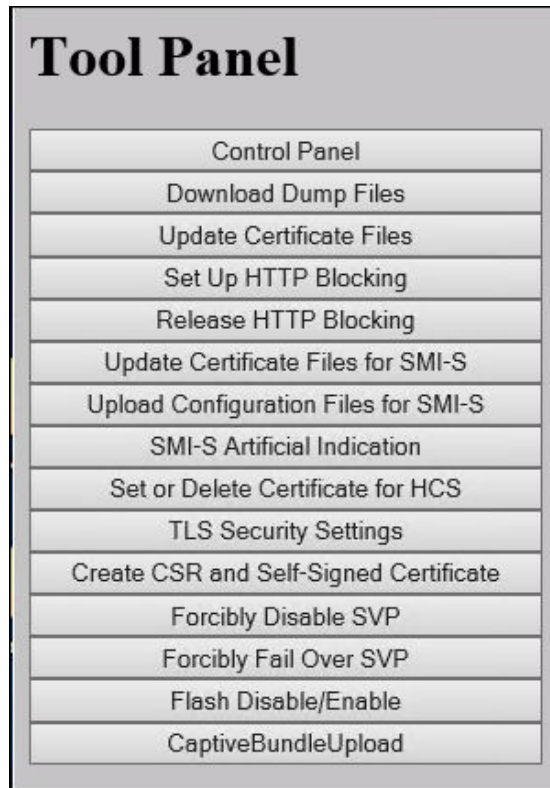 Tool Panel
Control Panel
Download Dump Files
Update Certificate Files
Set Up HTTP Blocking
Release HTTP Blocking
Update Certificate Files for SMI-S
Upload Configuration Files for SMI-S
SMI-S Artificial Indication
Set or Delete Certificate for HCS
TLS Security Settings
Create CSR and Self-Signed Certificate
Forcibly Disable SVP
Forcibly Fail Over SVP
Flash Disable/Enable
CaptiveBundleUpload